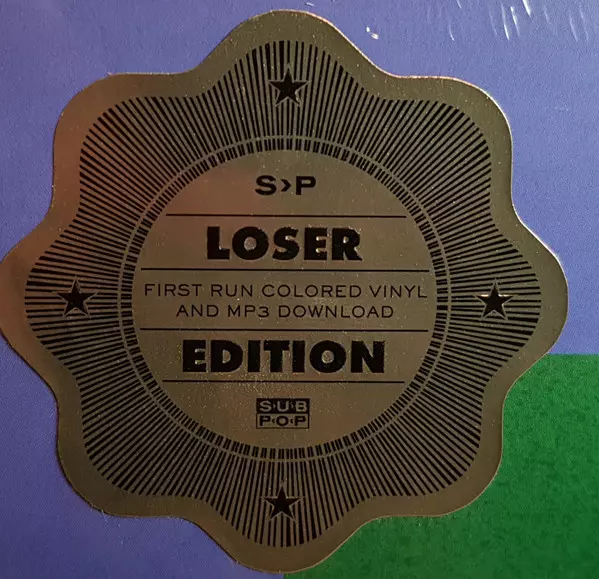 S›P
LOSER
FIRST RUN COLORED VINYL
AND MP3 DOWNLOAD
EDITION
SUB
POP